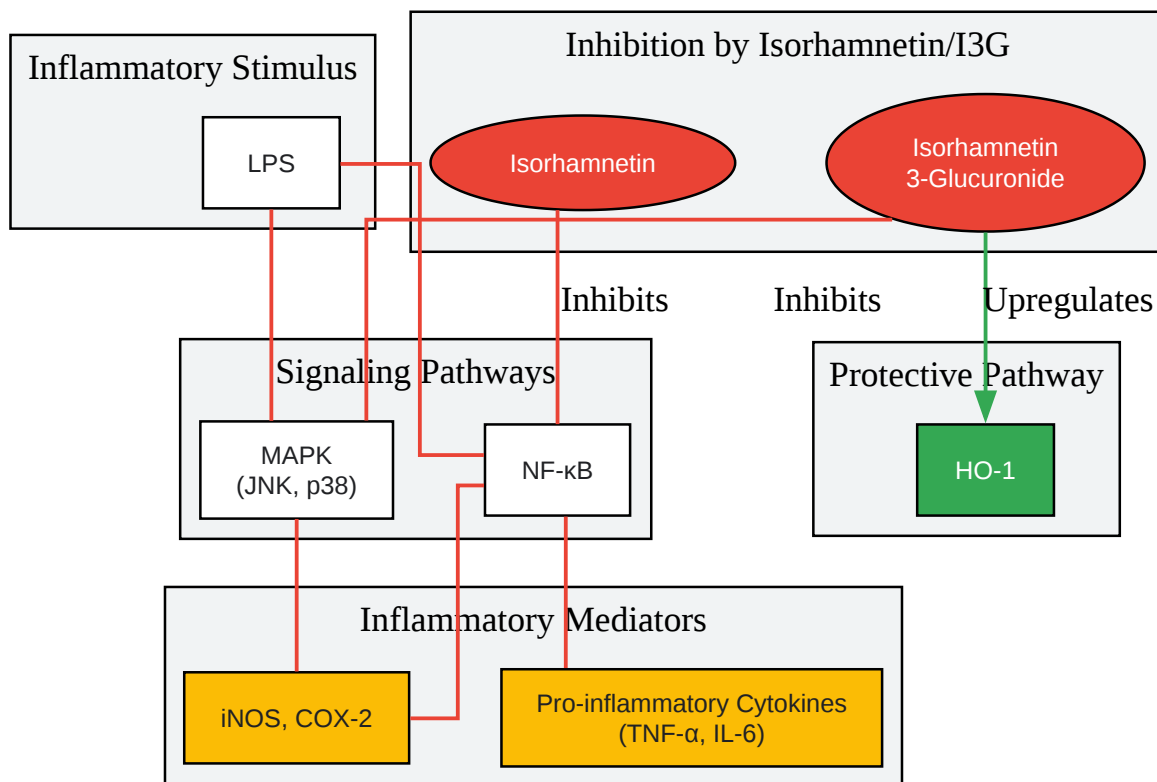 Inhibition by Isorhamnetin/I3G
Inflammatory Stimulus
LPS
Isorhamnetin
Isorhamnetin
3-Glucuronide
Inhibits
Inhibits
Upregulates
Signaling Pathways
Protective Pathway
MAPK
(JNK, p38)
NF-κB
HO-1
Inflammatory Mediators
iNOS, COX-2
Pro-inflammatory Cytokines
(TNF-α, IL-6)